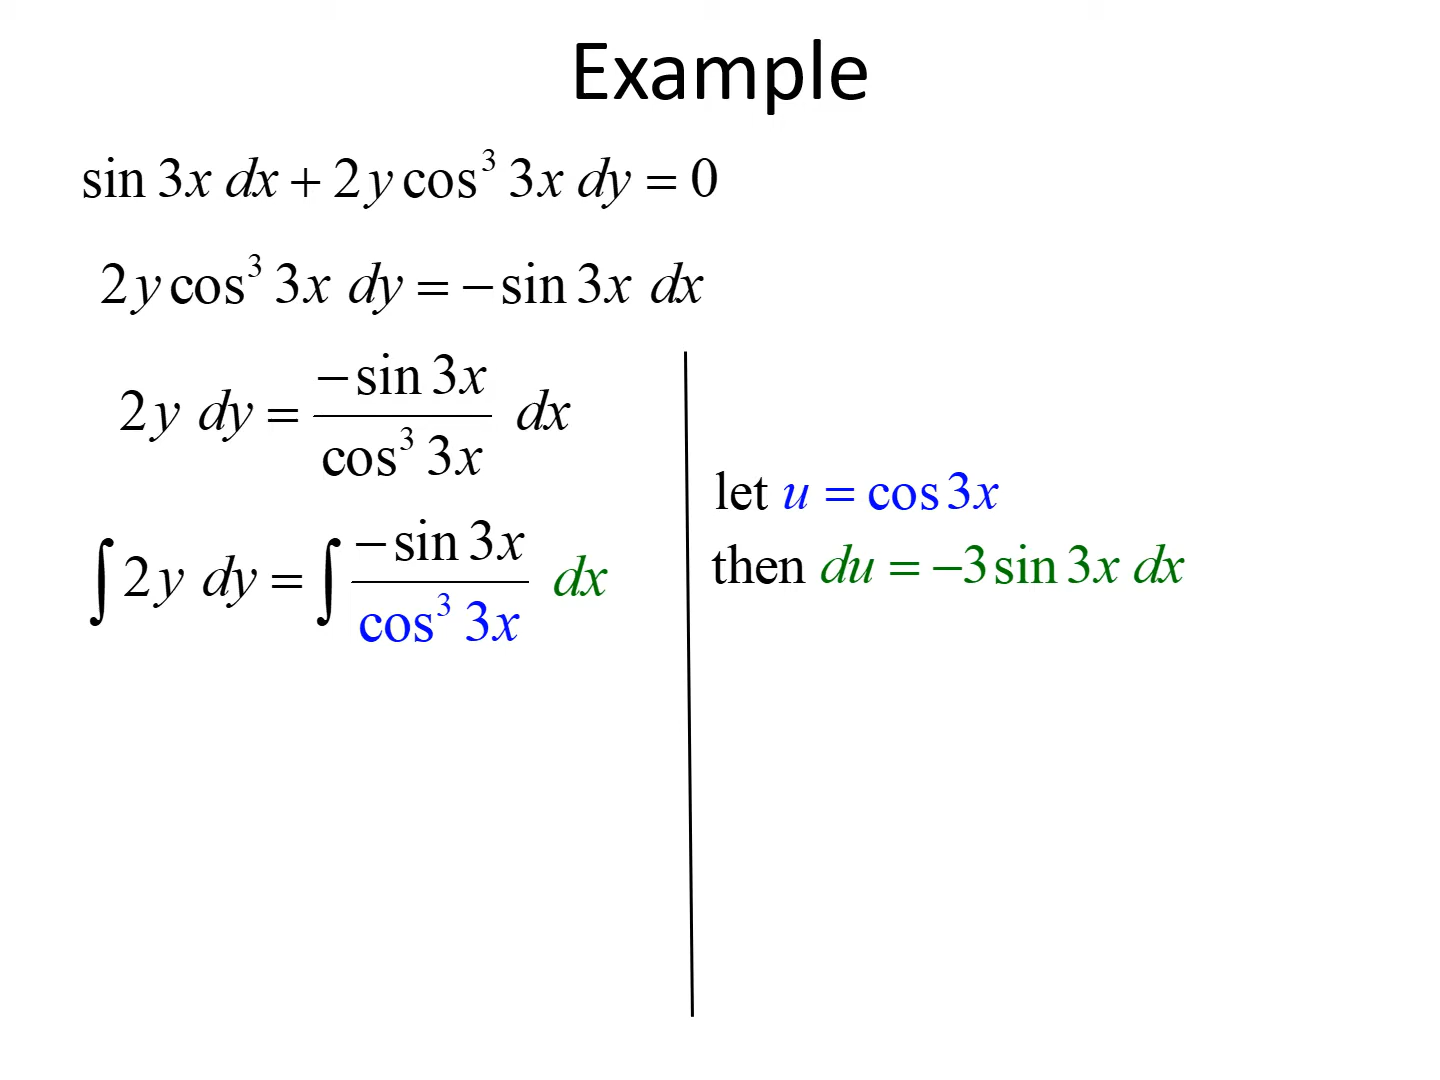 Example
sin 3x dx + 2y cos³ 3x dy = 0
2y cos³ 3x dy = −sin 3x dx
2y dy = −sin 3x / cos³ 3x dx
∫ 2y dy = ∫ −sin 3x / cos³ 3x dx
let u = cos 3x
then du = −3 sin 3x dx